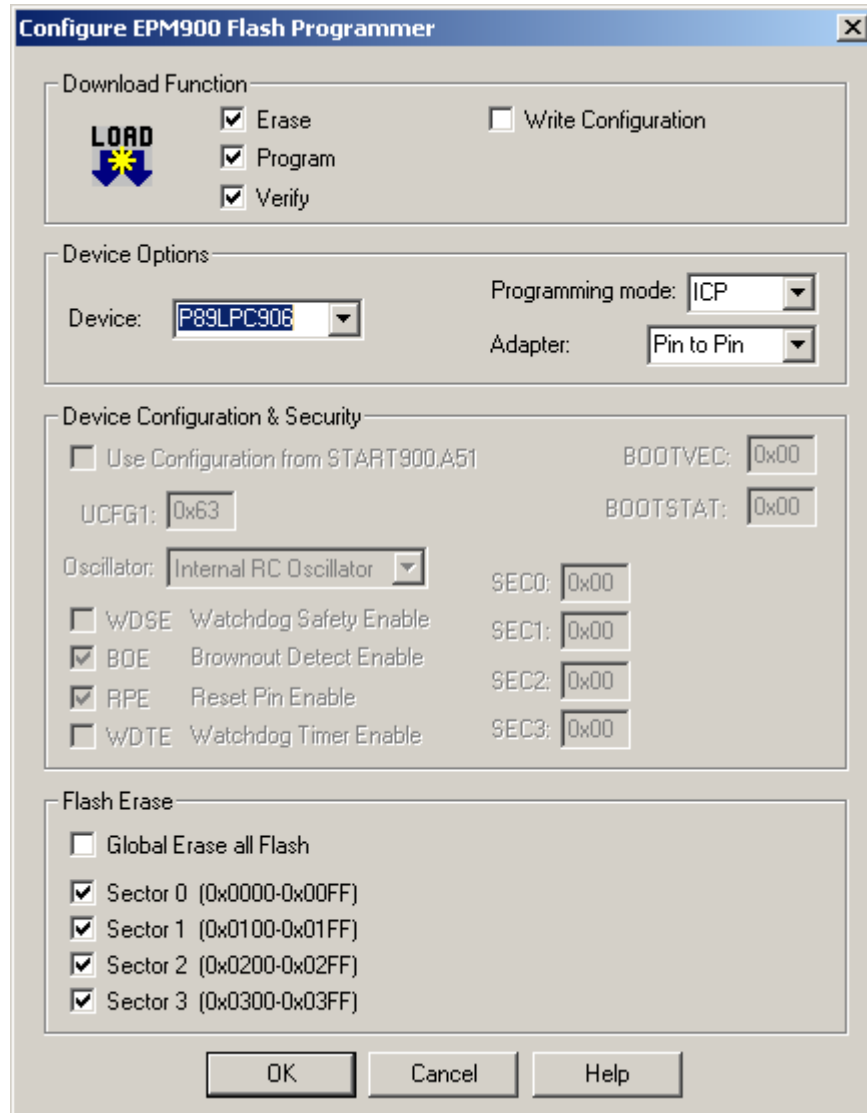 Configure EPM900 Flash Programmer
Download Function
LOAD
Erase
Write Configuration
Program
Verify
Device Options
Device: P89LPC906
Programming mode: ICP
Adapter: Pin to Pin
Device Configuration & Security
Use Configuration from START900.A51
BOOTVEC: 0x00
UCFG1: 0x63
BOOTSTAT: 0x00
Oscillator: Internal RC Oscillator
SEC0: 0x00
WDSE Watchdog Safety Enable
SEC1: 0x00
BOE Brownout Detect Enable
SEC2: 0x00
RPE Reset Pin Enable
SEC3: 0x00
WDTE Watchdog Timer Enable
Flash Erase
Global Erase all Flash
Sector 0 (0x0000-0x00FF)
Sector 1 (0x0100-0x01FF)
Sector 2 (0x0200-0x02FF)
Sector 3 (0x0300-0x03FF)
OK Cancel Help